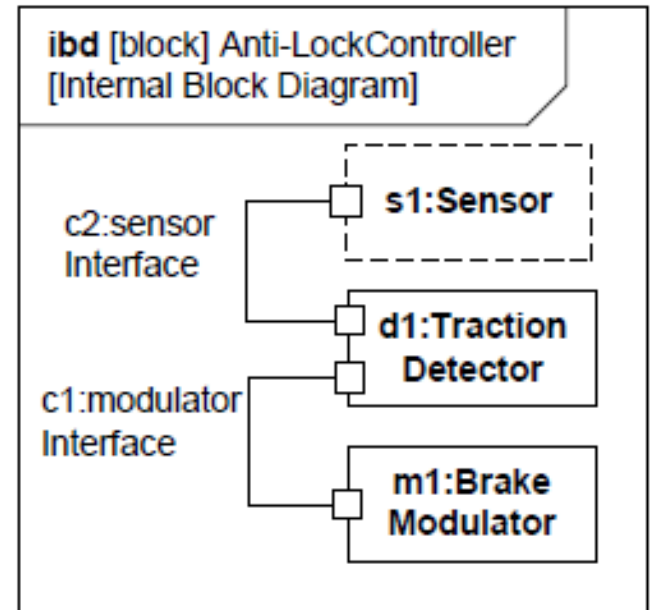 ibd [block] Anti-LockController
[Internal Block Diagram]
s1:Sensor
c2:sensor
Interface
d1:Traction
Detector
c1:modulator
Interface
m1:Brake
Modulator